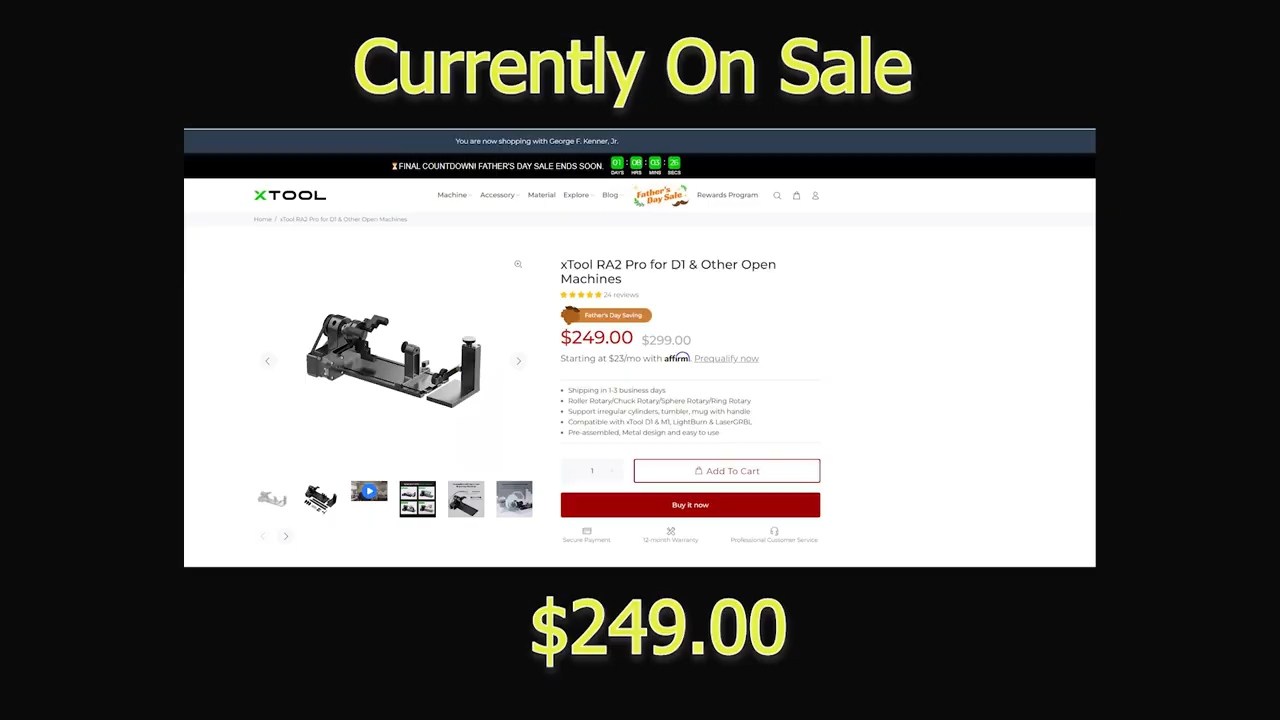 Currently On Sale
You are now shopping with George F. Kenner, Jr.
FINAL COUNTDOWN! FATHER'S DAY SALE ENDS SOON. 01 : 08 : 03 : 26
DAYS HRS MINS SECS
XTOOL Machine Accessory Material Explore Blog Father's Day Sale Rewards Program
Home / xTool RA2 Pro for D1 & Other Open Machines
xTool RA2 Pro for D1 & Other Open
Machines
24 reviews
Father's Day Saving
$249.00 $299.00
Starting at $23/mo with affirm. Prequalify now
• Shipping in 1-3 business days
• Roller Rotary/Chuck Rotary/Sphere Rotary/Ring Rotary
• Support irregular cylinders, tumbler, mug with handle
• Compatible with xTool D1 & M1, LightBurn & LaserGRBL
• Pre-assembled, Metal design and easy to use
1 Add To Cart
Buy it now
Secure Payment 12-month Warranty Professional Customer Service
$249.00